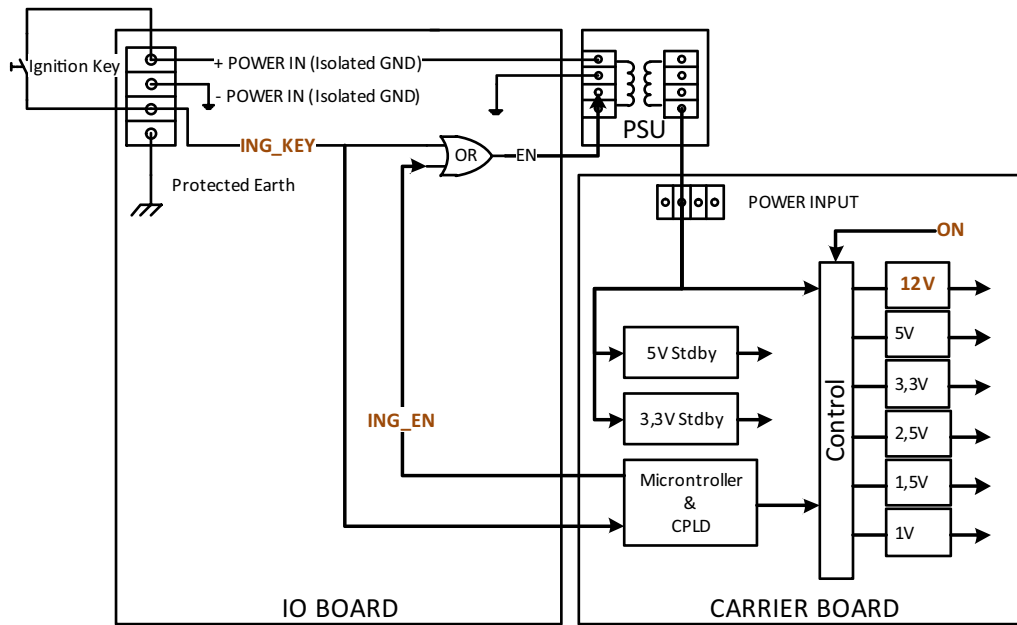 Ignition Key
+ POWER IN (Isolated GND)
- POWER IN (Isolated GND)
ING_KEY
OR
EN
PSU
Protected Earth
POWER INPUT
ON
12V
5V
3,3V
2,5V
1,5V
1V
Control
5V Stdby
3,3V Stdby
ING_EN
Microntroller
&
CPLD
IO BOARD
CARRIER BOARD